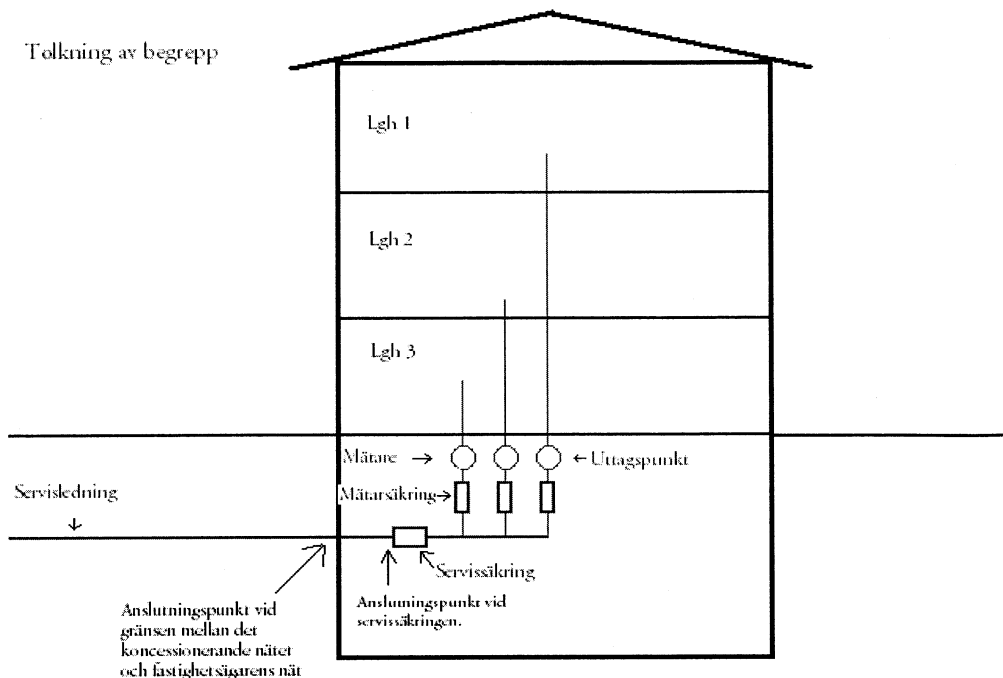 Tolkning av begrepp
Lgh 1
Lgh 2
Lgh 3
Mätare
Uttagspunkt
Servisledning
Mätarsäkring
Servissäkring
Anslutningspunkt vid
gränsen mellan det
koncessionerande nätet
och fastighetsägarens nät
Anslutningspunkt vid
servissäkringen.